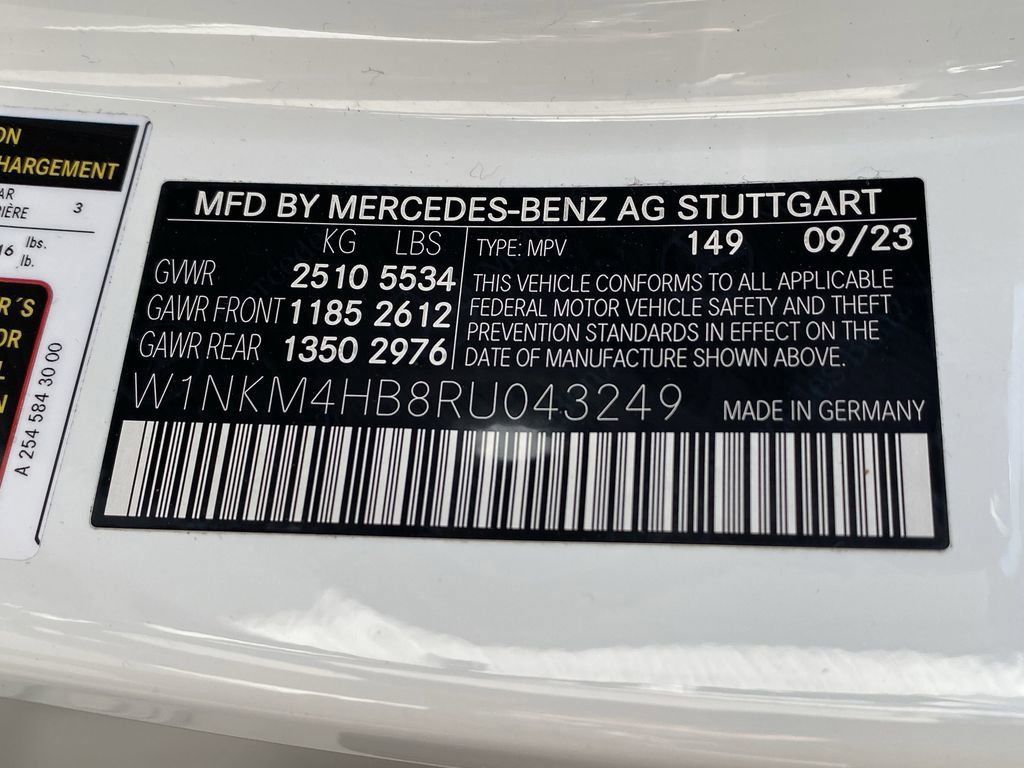 ON
HARGEMENT
AR
IÈRE 3
16 lbs.
lb.
R´S
OR
L
N
A 254 584 30 00
MFD BY MERCEDES-BENZ AG STUTTGART
KG LBS
GVWR 2510 5534
GAWR FRONT 1185 2612
GAWR REAR 1350 2976
TYPE: MPV 149 09/23
THIS VEHICLE CONFORMS TO ALL APPLICABLE
FEDERAL MOTOR VEHICLE SAFETY AND THEFT
PREVENTION STANDARDS IN EFFECT ON THE
DATE OF MANUFACTURE SHOWN ABOVE.
W1NKM4HB8RU043249 MADE IN GERMANY